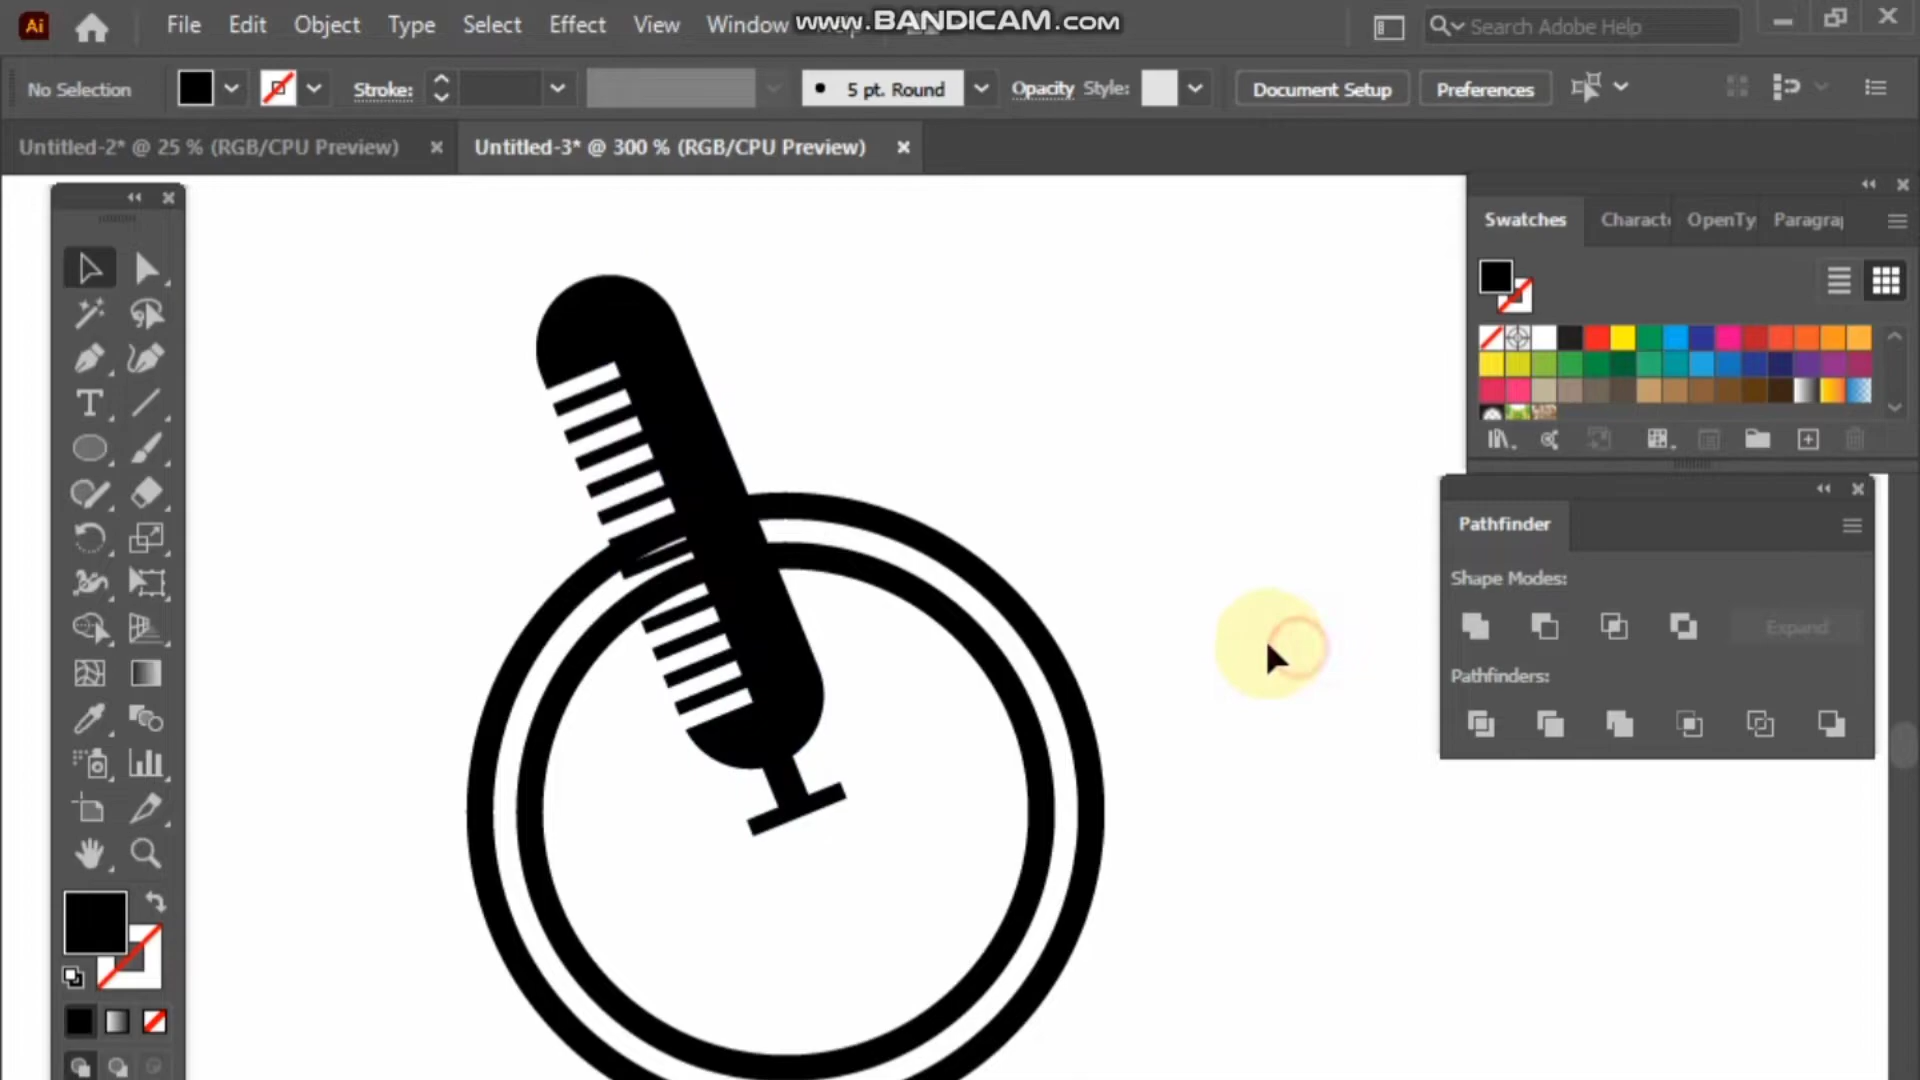 Ai File Edit Object Type Select Effect View Window www.BANDICAM.com Search Adobe Help
No Selection Stroke: 5 pt. Round Opacity Style: Document Setup Preferences
Untitled-2* @ 25 % (RGB/CPU Preview) Untitled-3* @ 300 % (RGB/CPU Preview)
Swatches Charact OpenTy Paragra
Pathfinder
Shape Modes:
Expand
Pathfinders: